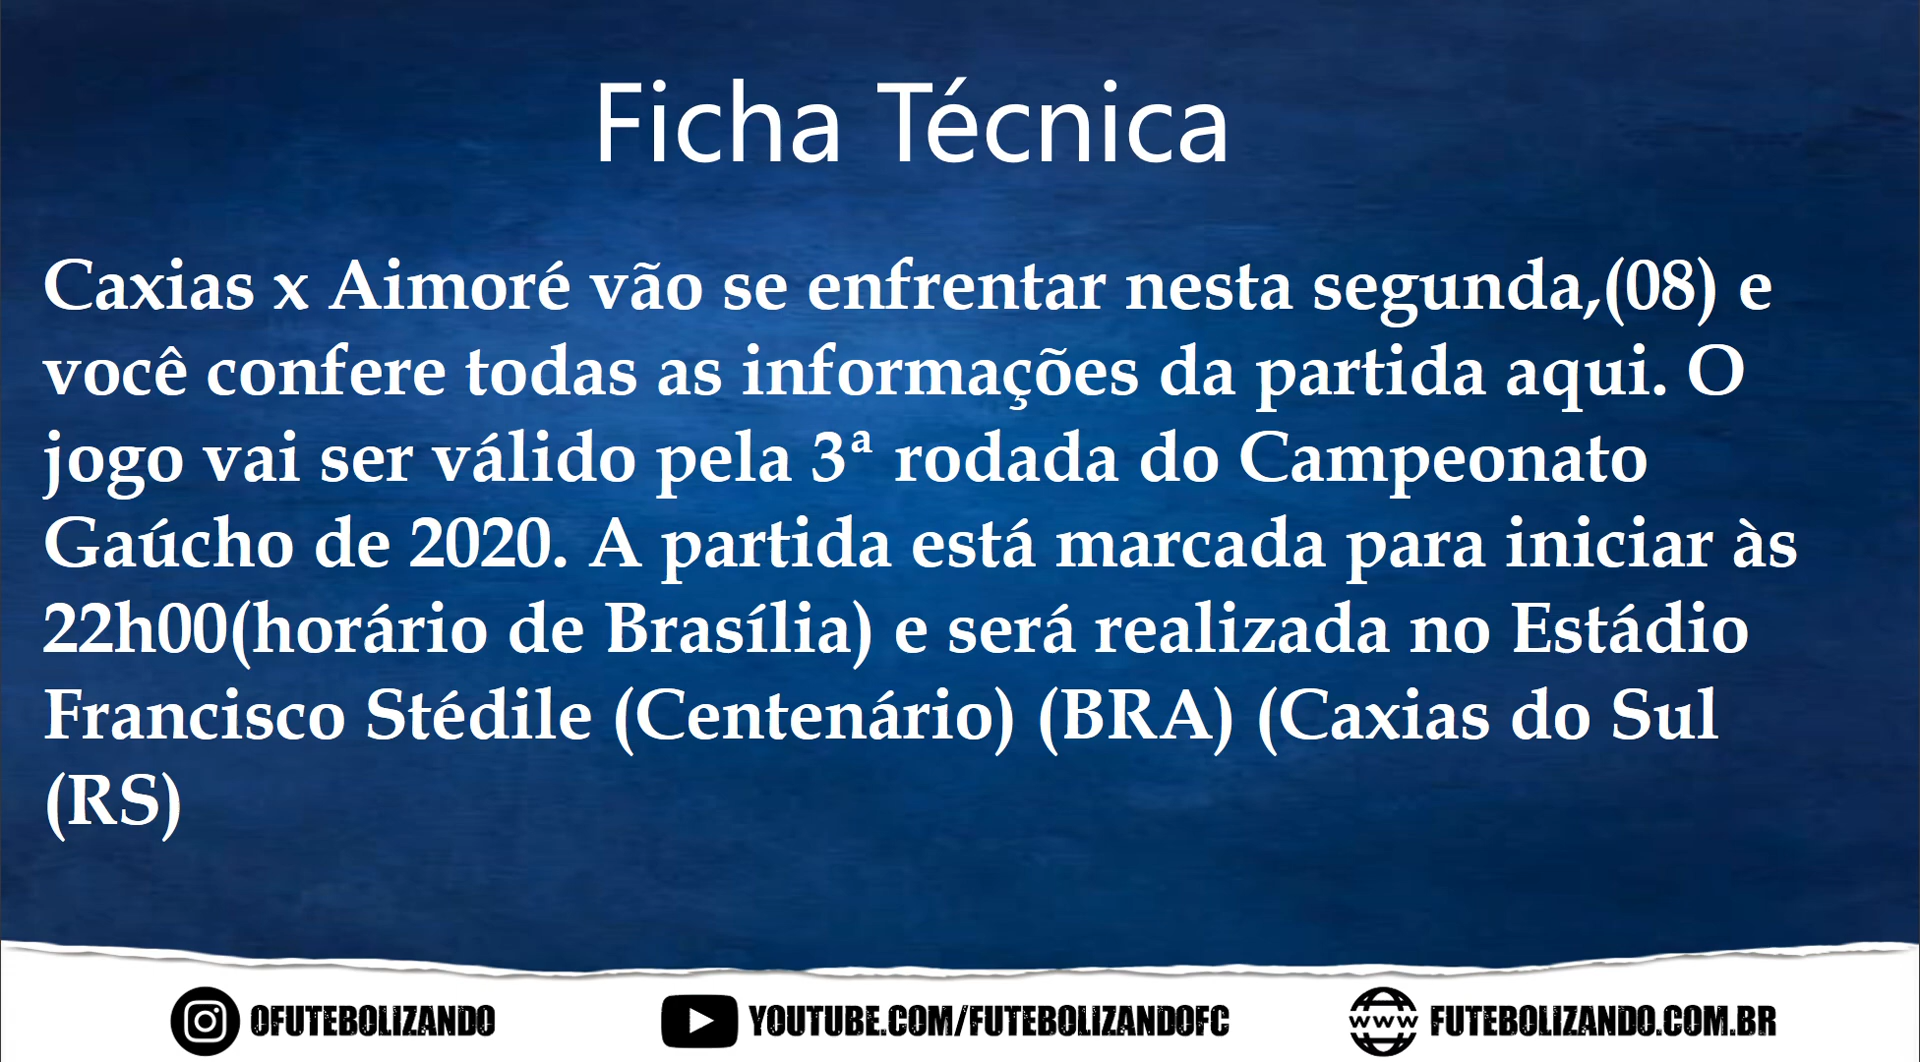 Ficha Técnica
Caxias x Aimoré vão se enfrentar nesta segunda,(08) e
você confere todas as informações da partida aqui. O
jogo vai ser válido pela 3ª rodada do Campeonato
Gaúcho de 2020. A partida está marcada para iniciar às
22h00(horário de Brasília) e será realizada no Estádio
Francisco Stédile (Centenário) (BRA) (Caxias do Sul
(RS)
OFUTEBOLIZANDO
YOUTUBE.COM/FUTEBOLIZANDOFC
www
FUTEBOLIZANDO.COM.BR